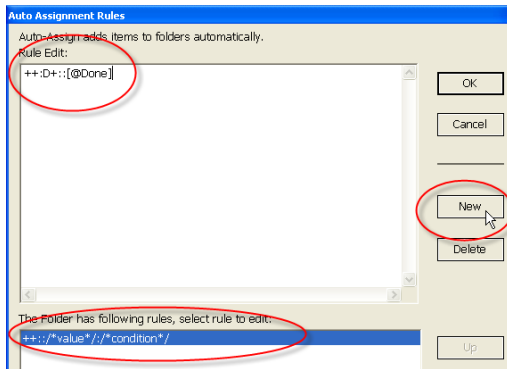 Auto Assignment Rules
Auto-Assign adds items to folders automatically.
Rule Edit:
++:D+::[@Done]
OK
Cancel
New
Delete
The Folder has following rules, select rule to edit:
++::/*value*/:/*condition*/
Up